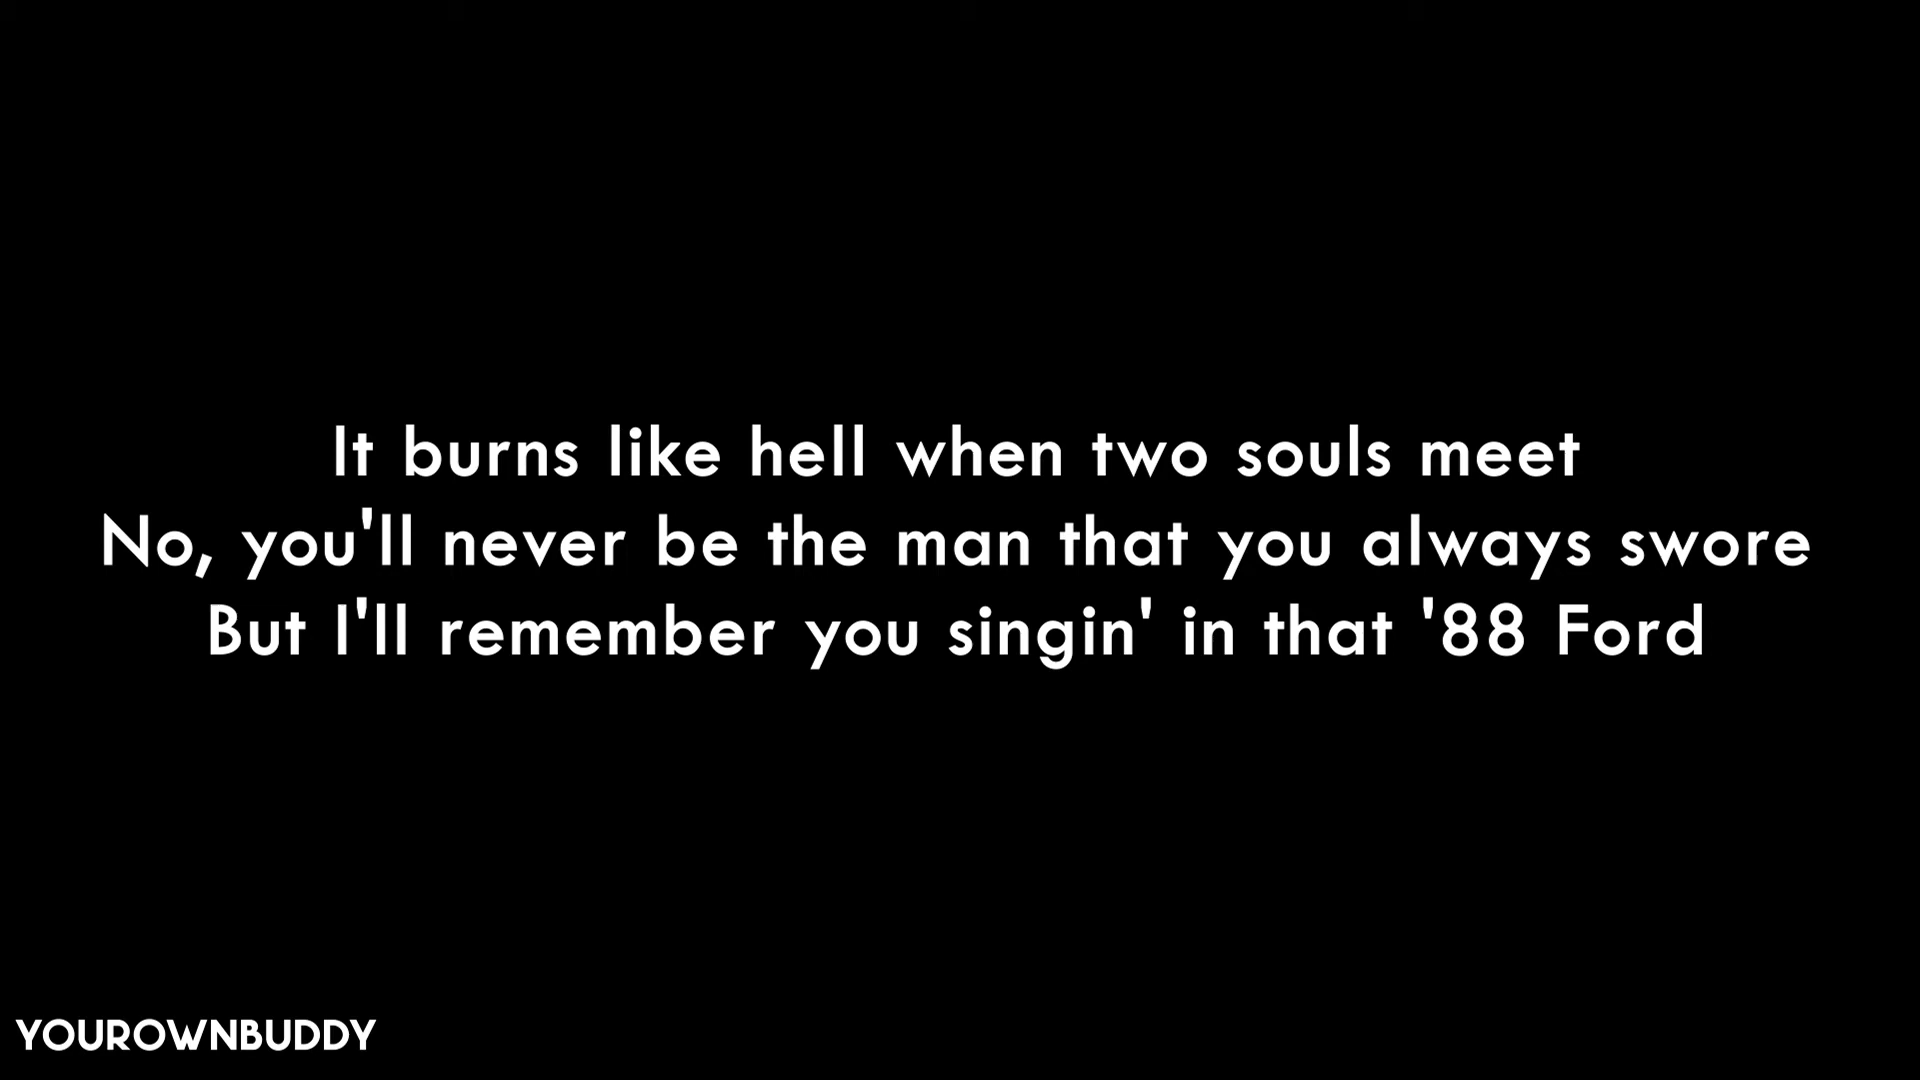 It burns like hell when two souls meet
No, you'll never be the man that you always swore
But I'll remember you singin' in that '88 Ford
YOUROWNBUDDY